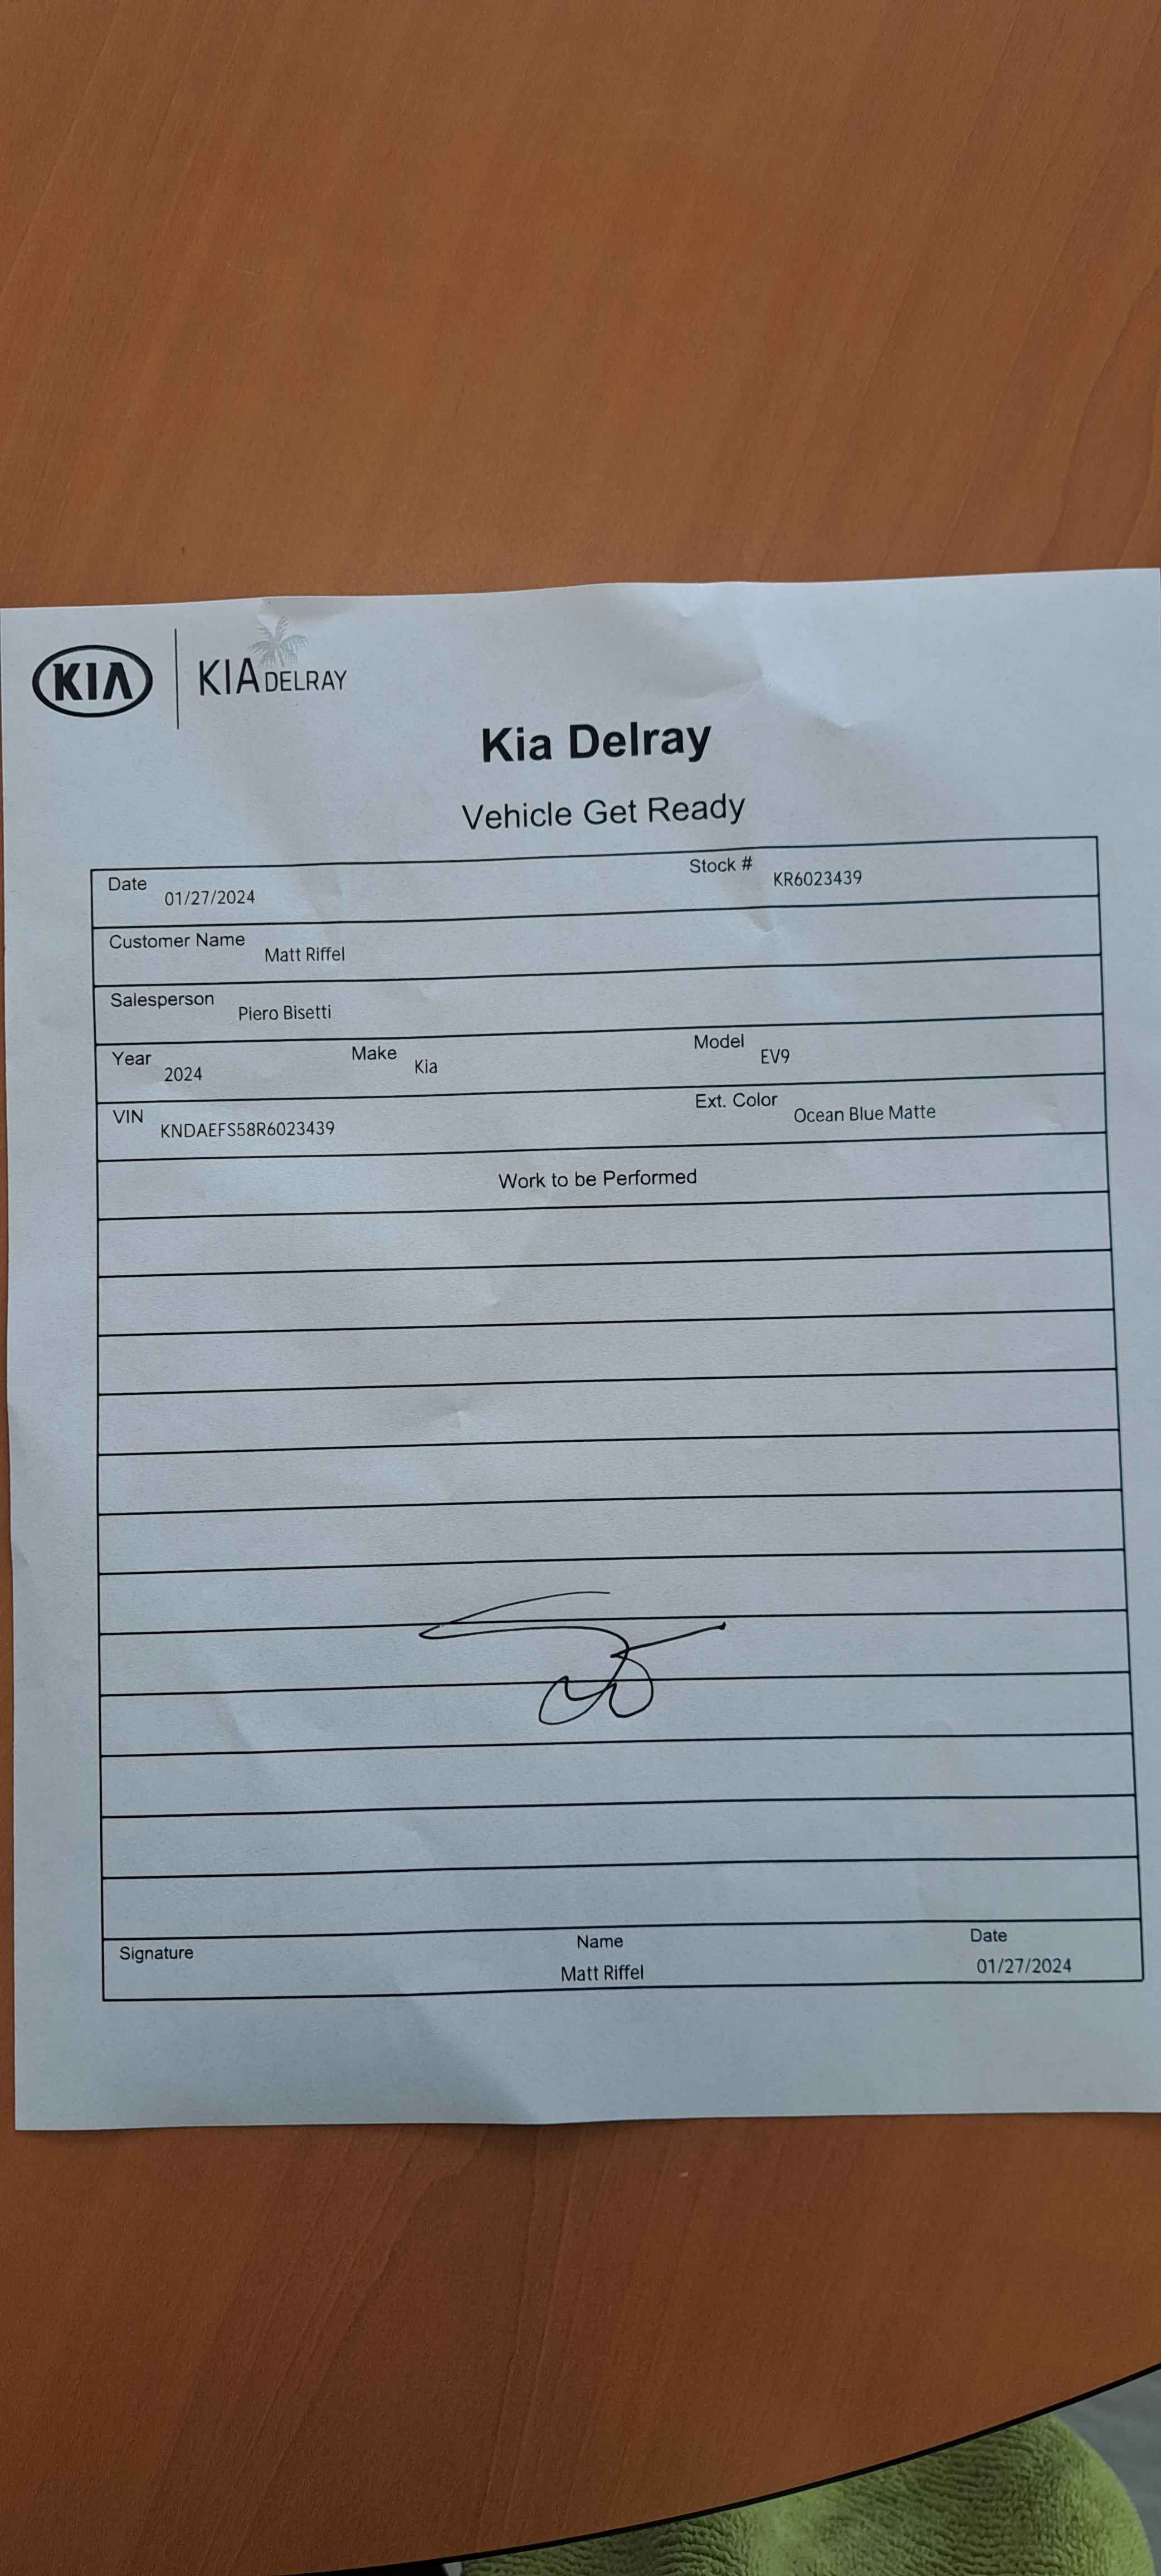 KIA KIA DELRAY
Kia Delray
Vehicle Get Ready
Date 01/27/2024 Stock # KR6023439
Customer Name Matt Riffel
Salesperson Piero Bisetti
Year 2024 Make Kia Model EV9
VIN KNDAEFS58R6023439 Ext. Color Ocean Blue Matte
Work to be Performed
Signature Name Date
Matt Riffel 01/27/2024